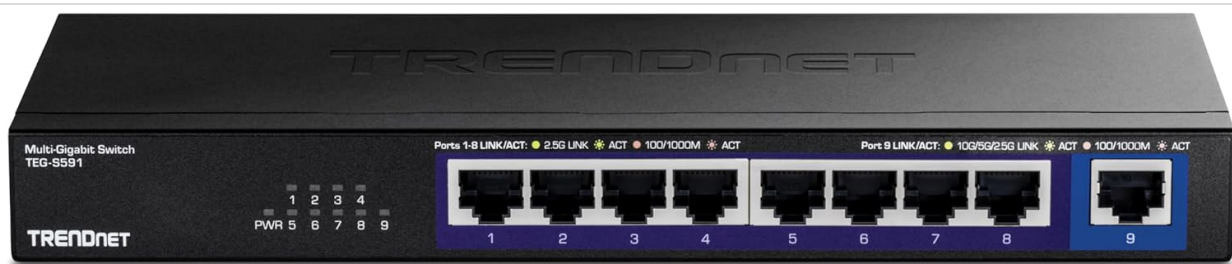 TRENDNET
Multi-Gigabit Switch
TEG-S591
Ports 1-8 LINK/ACT: 2.5G LINK ACT 100/1000M ACT
Port 9 LINK/ACT: 10G/5G/2.5G LINK ACT 100/1000M ACT
1 2 3 4
PWR 5 6 7 8 9
TRENDNET
1 2 3 4 5 6 7 8 9